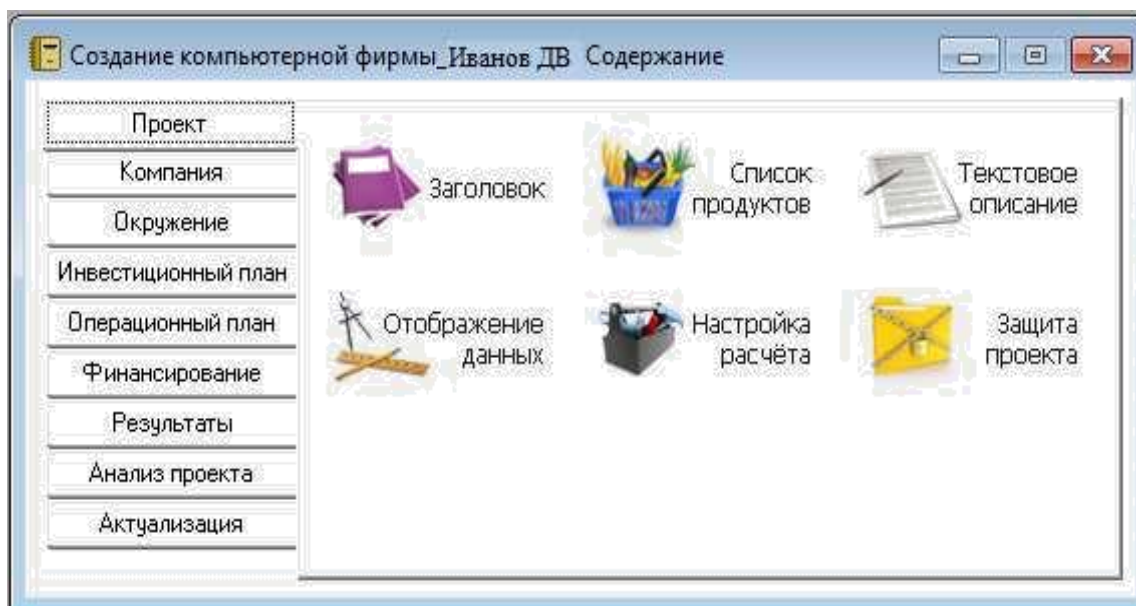 Создание компьютерной фирмы_Иванов ДВ Содержание
Проект
Компания
Окружение
Инвестиционный план
Операционный план
Финансирование
Результаты
Анализ проекта
Актуализация
Заголовок
Список
продуктов
Текстовое
описание
Отображение
данных
Настройка
расчёта
Защита
проекта